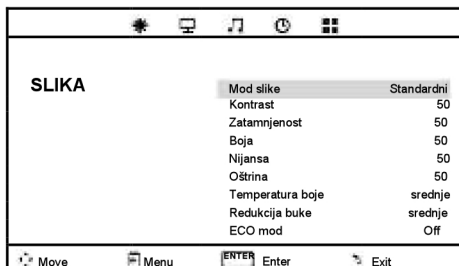 SLIKA
Mod slike Standardni
Kontrast 50
Zatamnjenost 50
Boja 50
Nijansa 50
Oštrina 50
Temperatura boje srednje
Redukcija buke srednje
ECO mod Off
Move Menu ENTER Enter Exit